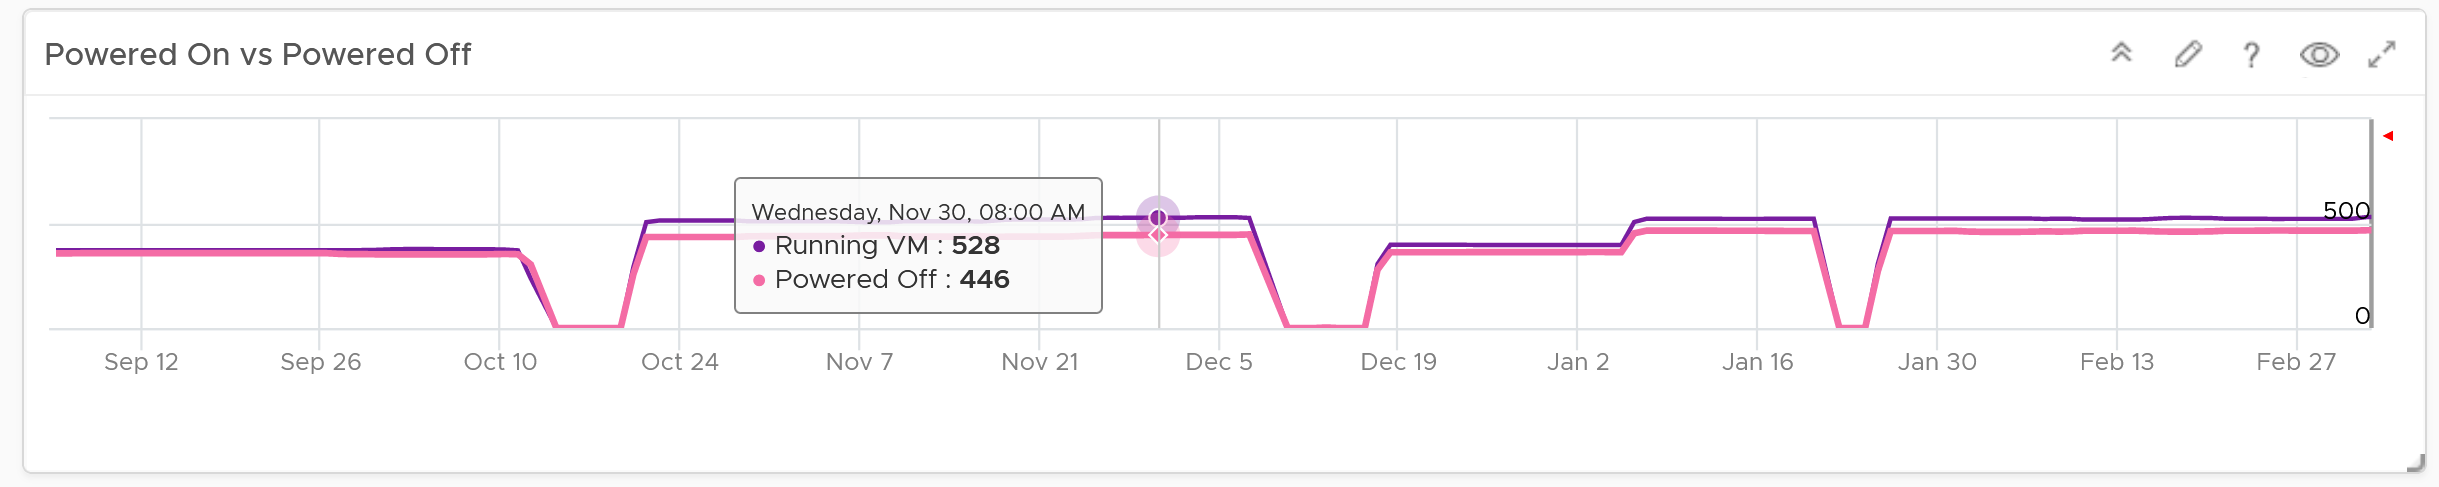 Powered On vs Powered Off
?
Wednesday, Nov 30, 08:00 AM
Running VM : 528
Powered Off : 446
500
0
Sep 12 Sep 26 Oct 10 Oct 24 Nov 7 Nov 21 Dec 5 Dec 19 Jan 2 Jan 16 Jan 30 Feb 13 Feb 27